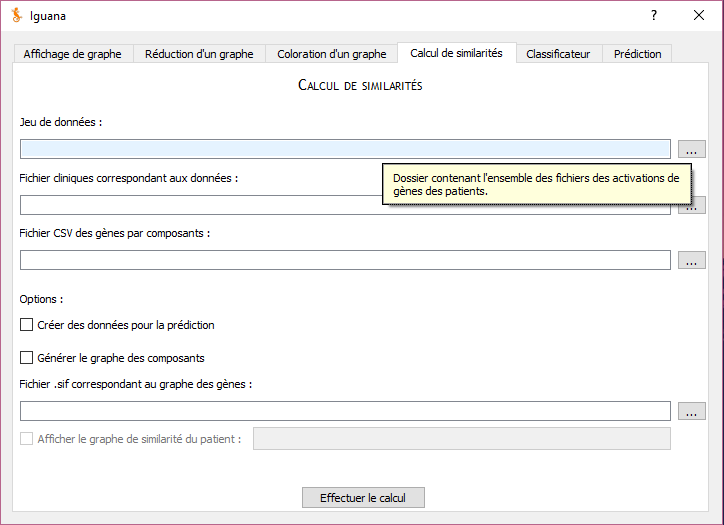 Iguana
?
Affichage de graphe
Réduction d'un graphe
Coloration d'un graphe
Calcul de similarités
Classificateur
Prédiction
CALCUL DE SIMILARITÉS
Jeu de données :
...
Dossier contenant l'ensemble des fichiers des activations de
gènes des patients.
Fichier cliniques correspondant aux données :
...
Fichier CSV des gènes par composants :
...
Options :
Créer des données pour la prédiction
Générer le graphe des composants
Fichier .sif correspondant au graphe des gènes :
...
Afficher le graphe de similarité du patient :
Effectuer le calcul